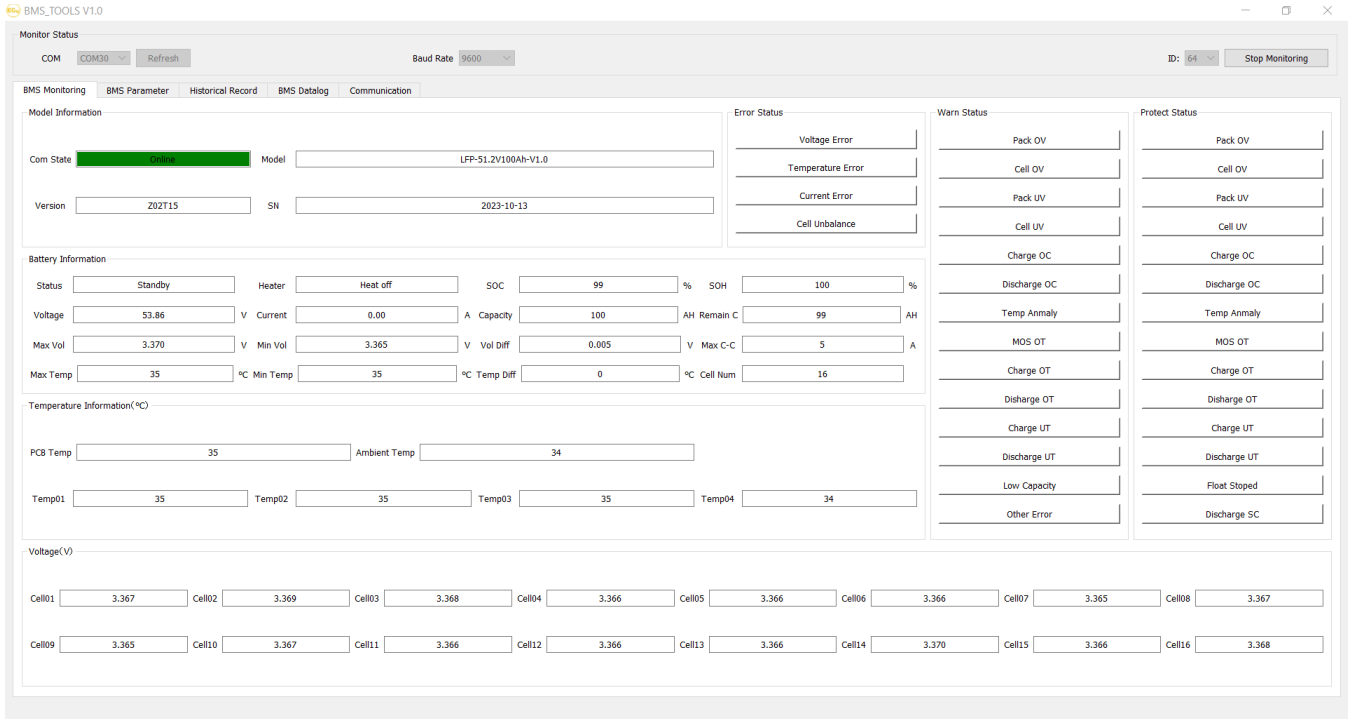 BMS_TOOLS V1.0
Monitor Status
COM COM30 Refresh Baud Rate 9600 ID: 64 Stop Monitoring
BMS Monitoring BMS Parameter Historical Record BMS Datalog Communication
Model Information
Com State Online Model LFP-51.2V100Ah-V1.0
Version Z02T15 SN 2023-10-13
Error Status
Voltage Error
Temperature Error
Current Error
Cell Unbalance
Battery Information
Status Standby Heater Heat off SOC 99 % SOH 100 %
Voltage 53.86 V Current 0.00 A Capacity 100 AH Remain C 99 AH
Max Vol 3.370 V Min Vol 3.365 V Vol Diff 0.005 V Max C-C 5 A
Max Temp 35 ºC Min Temp 35 ºC Temp Diff 0 ºC Cell Num 16
Temperature Information(ºC)
PCB Temp 35 Ambient Temp 34
Temp01 35 Temp02 35 Temp03 35 Temp04 34
Warn Status
Pack OV
Cell OV
Pack UV
Cell UV
Charge OC
Discharge OC
Temp Anmaly
MOS OT
Charge OT
Disharge OT
Charge UT
Discharge UT
Low Capacity
Other Error
Protect Status
Pack OV
Cell OV
Pack UV
Cell UV
Charge OC
Discharge OC
Temp Anmaly
MOS OT
Charge OT
Disharge OT
Charge UT
Discharge UT
Float Stoped
Discharge SC
Voltage(V)
Cell01 3.367 Cell02 3.369 Cell03 3.368 Cell04 3.366 Cell05 3.366 Cell06 3.366 Cell07 3.365 Cell08 3.367
Cell09 3.365 Cell10 3.367 Cell11 3.366 Cell12 3.366 Cell13 3.366 Cell14 3.370 Cell15 3.366 Cell16 3.368